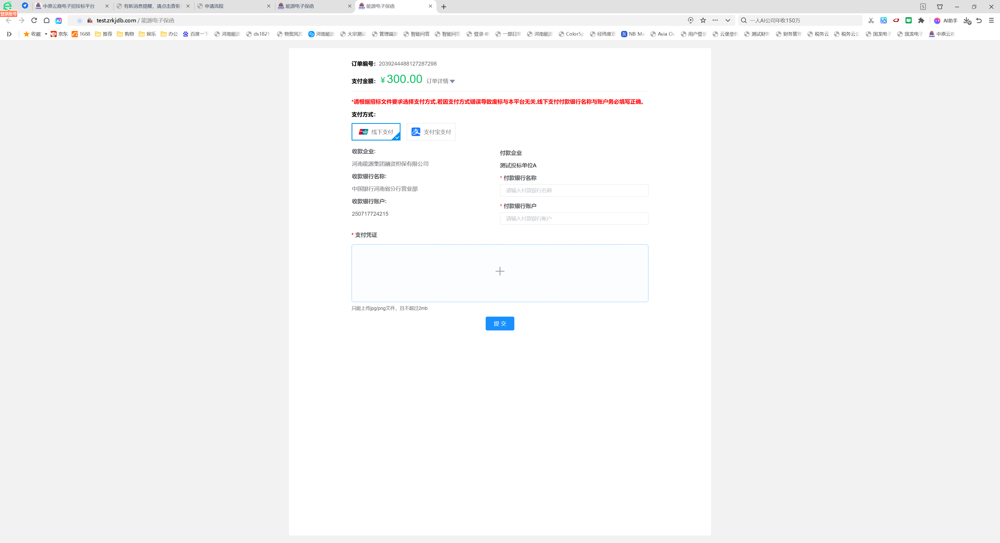 中原云商电子招投标平台
有新消息提醒，请点击查看！
申请流程
能源电子保函
能源电子保函
5
登录账号
AI
test.zrkjdb.com / 能源电子保函
一人AI公司年收150万
AI助手
收藏
京东
1688
推荐
购物
娱乐
办公
百度一下
河南能源
ds1821
物贸风控
河南能源
大宗测试
管理端测
智能问答
智能问答
登录-明
一部日常
河南能源
ColorSp
经纬度查
灰 NB Ma
Asia Ou
用户登录
云堡垒机
测试财务
财务管理
税务云
税务云公
国龙电子
国龙电子
中原云商
订单编号：2039244488127287298
支付金额：￥300.00 订单详情
*请根据招标文件要求选择支付方式,若因支付方式错误导致废标与本平台无关,线下支付付款银行名称与账户务必填写正确。
支付方式：
线下支付
支 支付宝支付
收款企业:
河南能源集团融资担保有限公司
收款银行名称:
中国银行河南省分行营业部
收款银行账户:
250717724215
付款企业
测试投标单位A
* 付款银行名称
请输入付款银行名称
* 付款银行账户
请输入付款银行账户
* 支付凭证
只能上传jpg/png文件，且不超过2mb
提 交